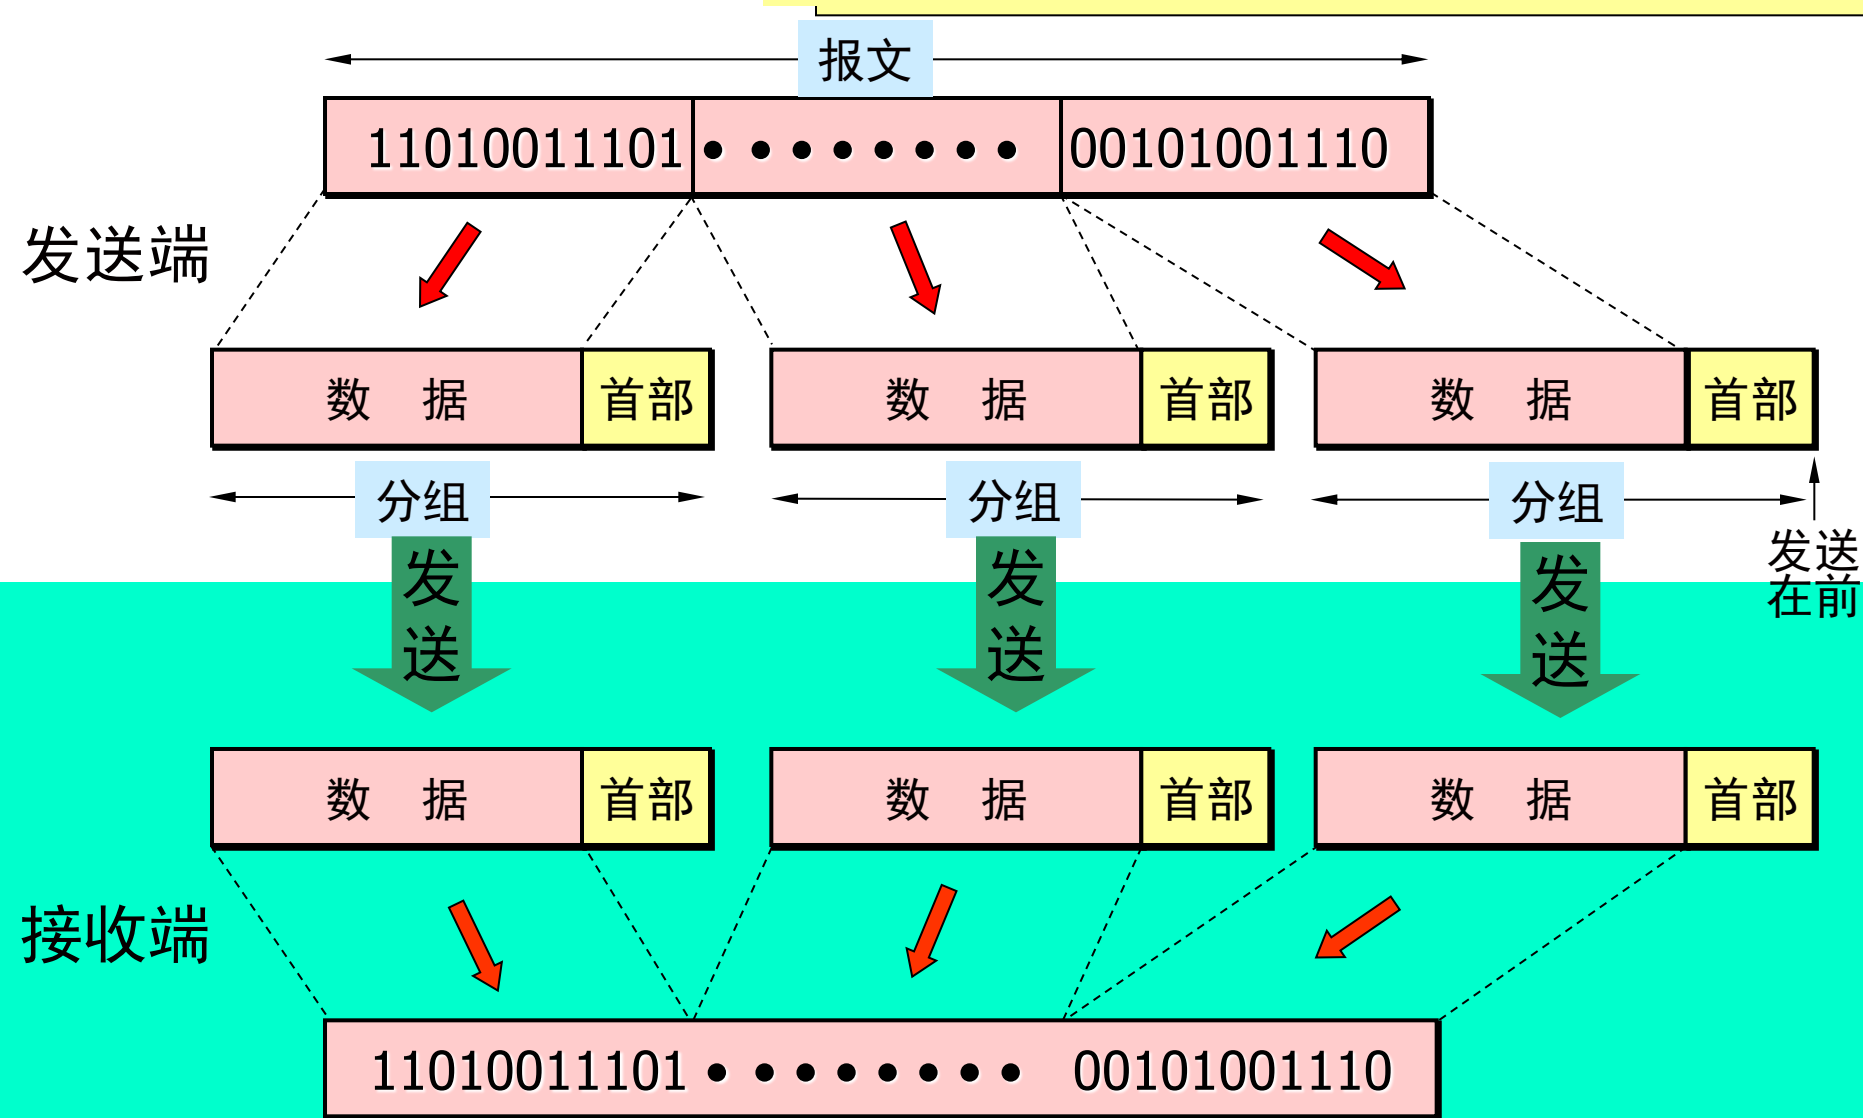 报文
11010011101 • • • • • • • • 00101001110
发送端
数 据 首部 数 据 首部 数 据 首部
分组 分组 分组
发送 发送 发送
发送
在前
数 据 首部 数 据 首部 数 据 首部
接收端
11010011101 • • • • • • • • 00101001110